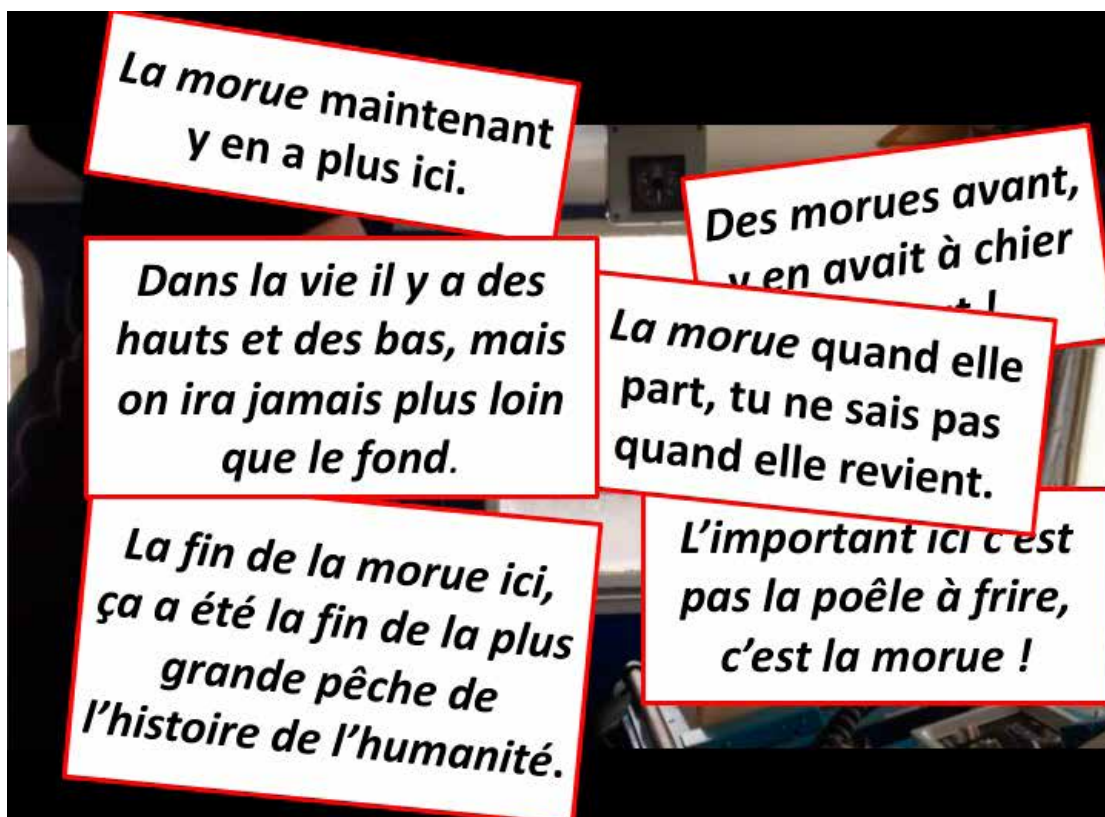 La morue maintenant
y en a plus ici.
Des morues avant,
y en avait à chier
!
Dans la vie il y a des
hauts et des bas, mais
on ira jamais plus loin
que le fond.
La morue quand elle
part, tu ne sais pas
quand elle revient.
La fin de la morue ici,
ça a été la fin de la plus
grande pêche de
l’histoire de l’humanité.
L’important ici c’est
pas la poêle à frire,
c’est la morue !